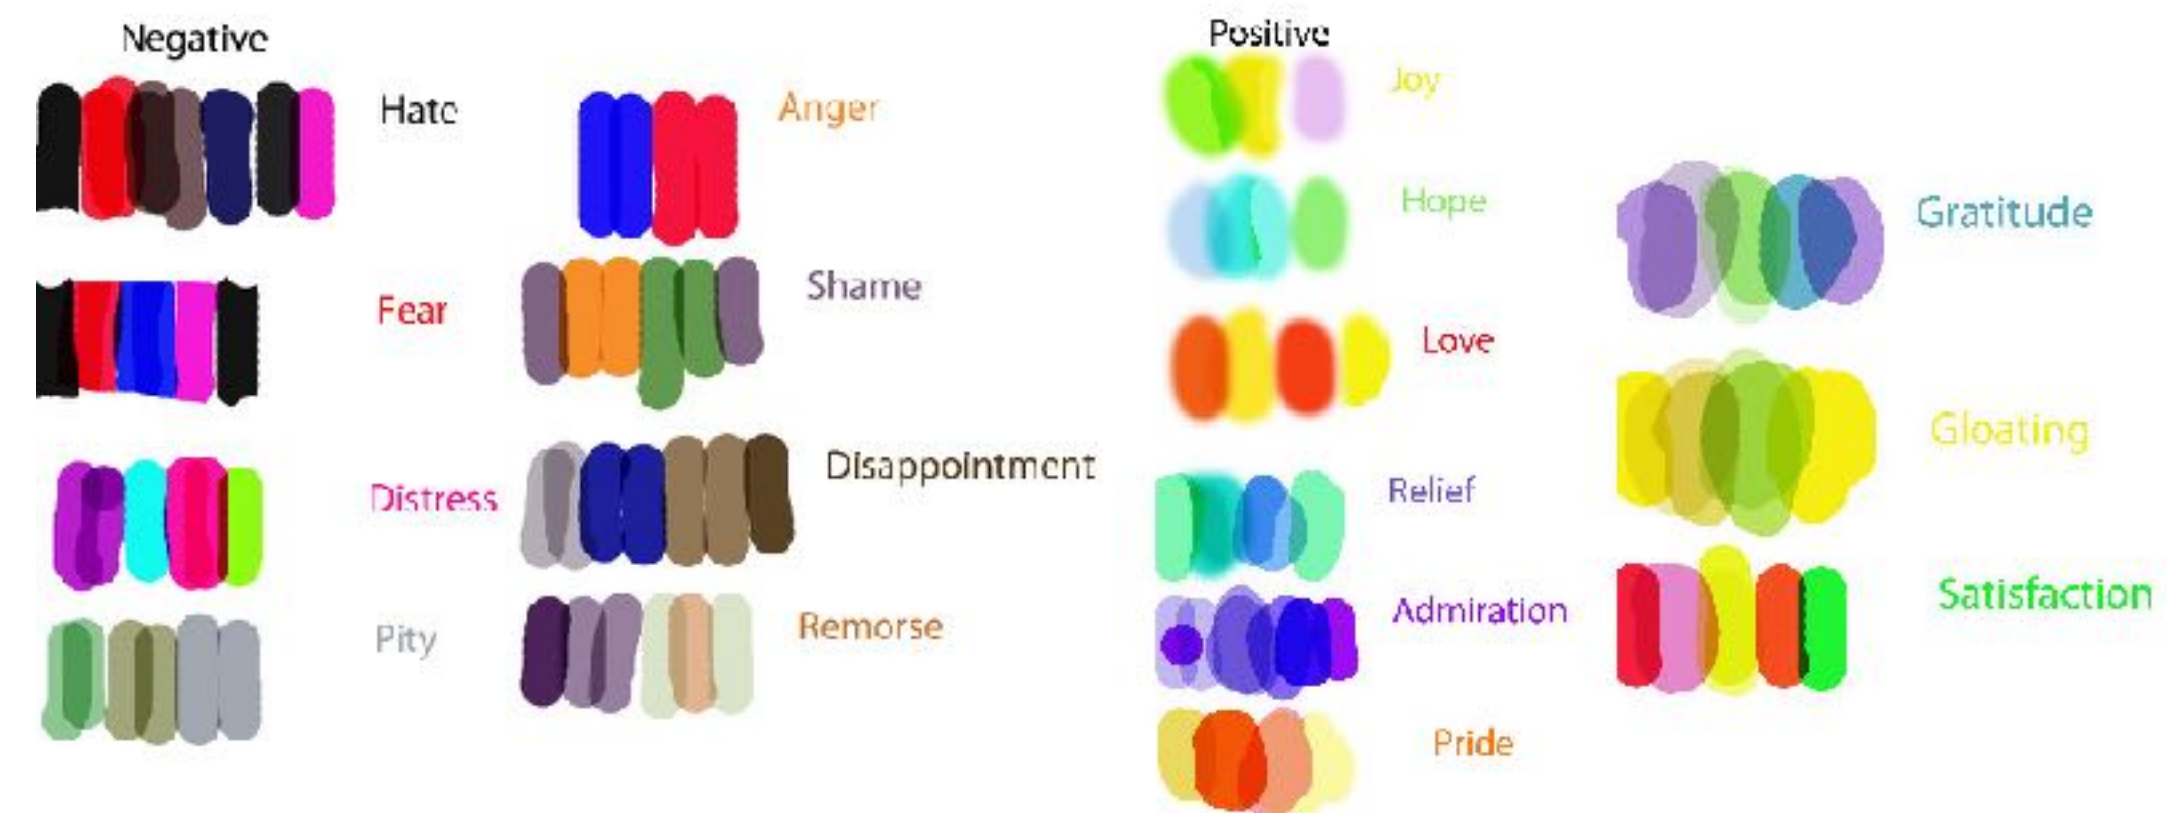 Negative
Hate
Anger
Fear
Shame
Distress
Disappointment
Pity
Remorse
Positive
Joy
Hope
Gratitude
Love
Gloating
Relief
Admiration
Satisfaction
Pride